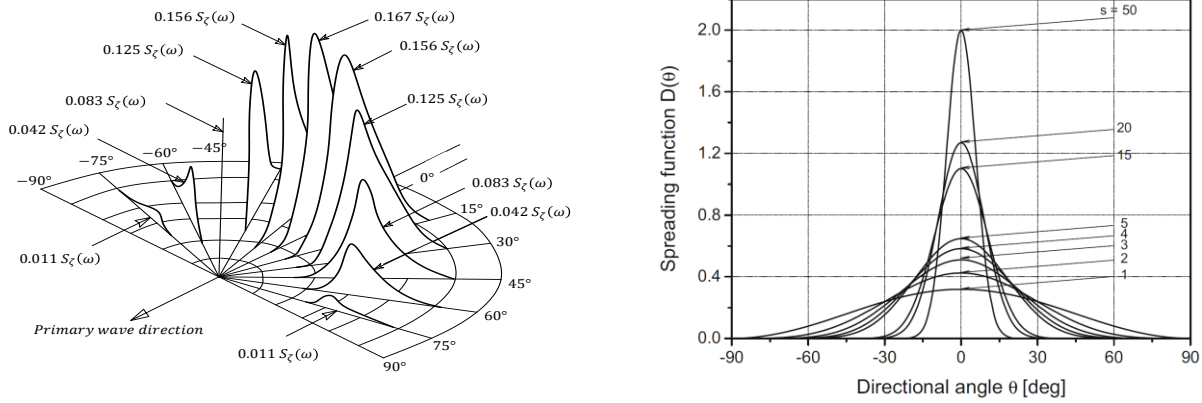 0.156 Sζ(ω)
0.167 Sζ(ω)
0.125 Sζ(ω)
0.156 Sζ(ω)
0.083 Sζ(ω)
0.125 Sζ(ω)
0.042 Sζ(ω)
−45°
−60°
−75°
−90°
0°
0.083 Sζ(ω)
15°
0.042 Sζ(ω)
30°
0.011 Sζ(ω)
45°
60°
Primary wave direction
75°
0.011 Sζ(ω)
90°
s = 50
2.0
1.6
20
1.2
15
0.8
5
4
3
0.4
2
1
0.0
-90 -60 -30 0 30 60 90
Spreading function D(θ)
Directional angle θ [deg]